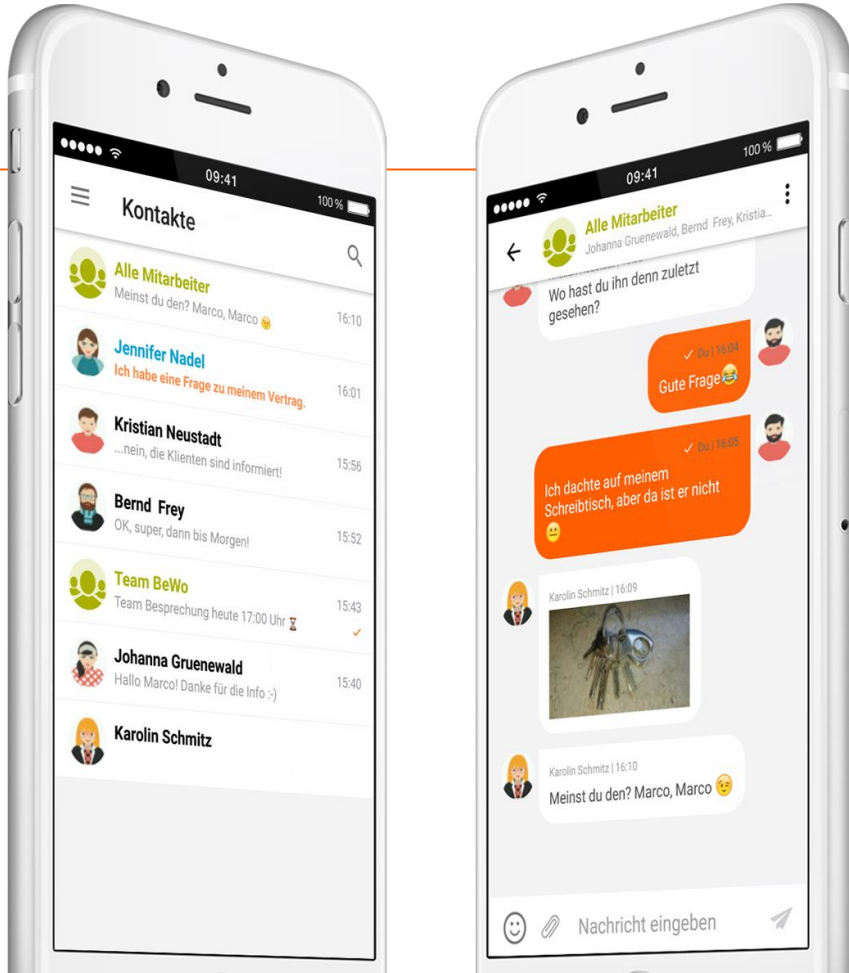 09:41
100 %
Kontakte
Alle Mitarbeiter
Meinst du den? Marco, Marco 😉
16:10
Jennifer Nadel
Ich habe eine Frage zu meinem Vertrag.
16:01
Kristian Neustadt
...nein, die Klienten sind informiert!
15:56
Bernd Frey
OK, super, dann bis Morgen!
15:52
Team BeWo
Team Besprechung heute 17:00 Uhr ⏳
15:43
Johanna Gruenewald
Hallo Marco! Danke für die Info :-)
15:40
Karolin Schmitz
09:41
100 %
Alle Mitarbeiter
Johanna Gruenewald, Bernd Frey, Kristia...
Wo hast du ihn denn zuletzt
gesehen?
✓ Du | 16:04
Gute Frage😂
✓ Du | 16:05
Ich dachte auf meinem
Schreibtisch, aber da ist er nicht
😐
Karolin Schmitz | 16:09
Karolin Schmitz | 16:10
Meinst du den? Marco, Marco 😉
Nachricht eingeben